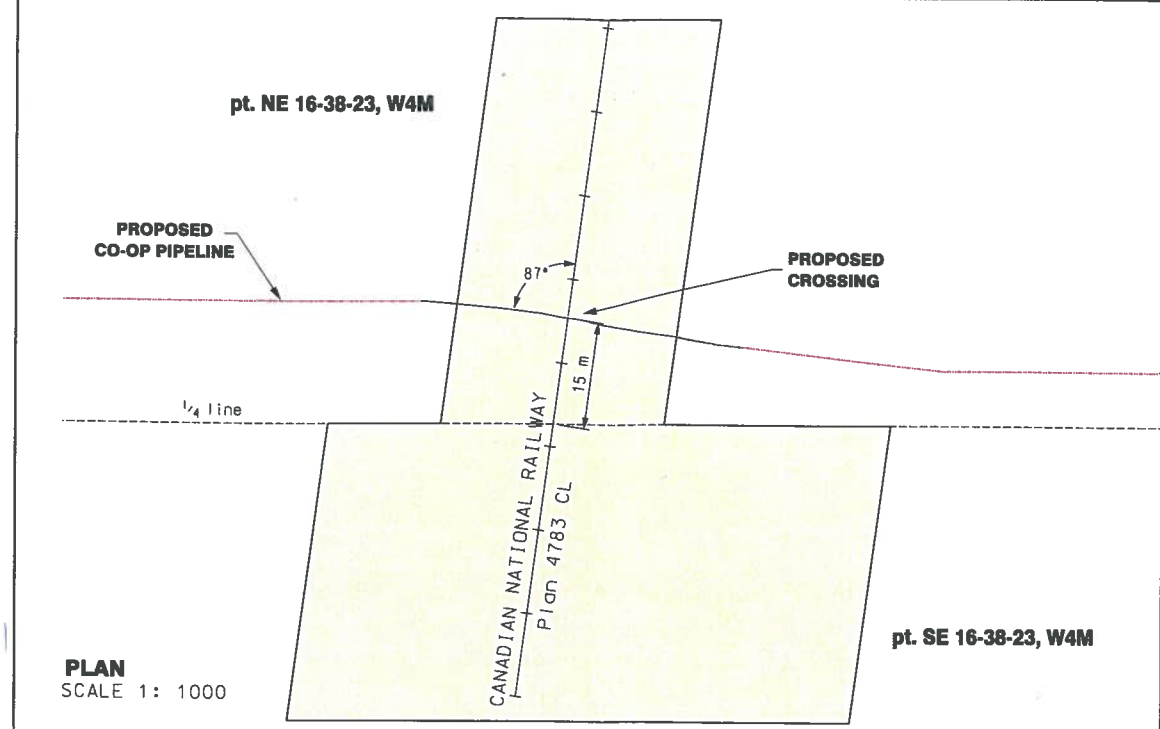 pt. NE 16-38-23, W4M
PROPOSED
CO-OP PIPELINE
87°
PROPOSED
CROSSING
15 m
1/4 line
CANADIAN NATIONAL RAILWAY
Plan 4783 CL
pt. SE 16-38-23, W4M
PLAN
SCALE 1: 1000